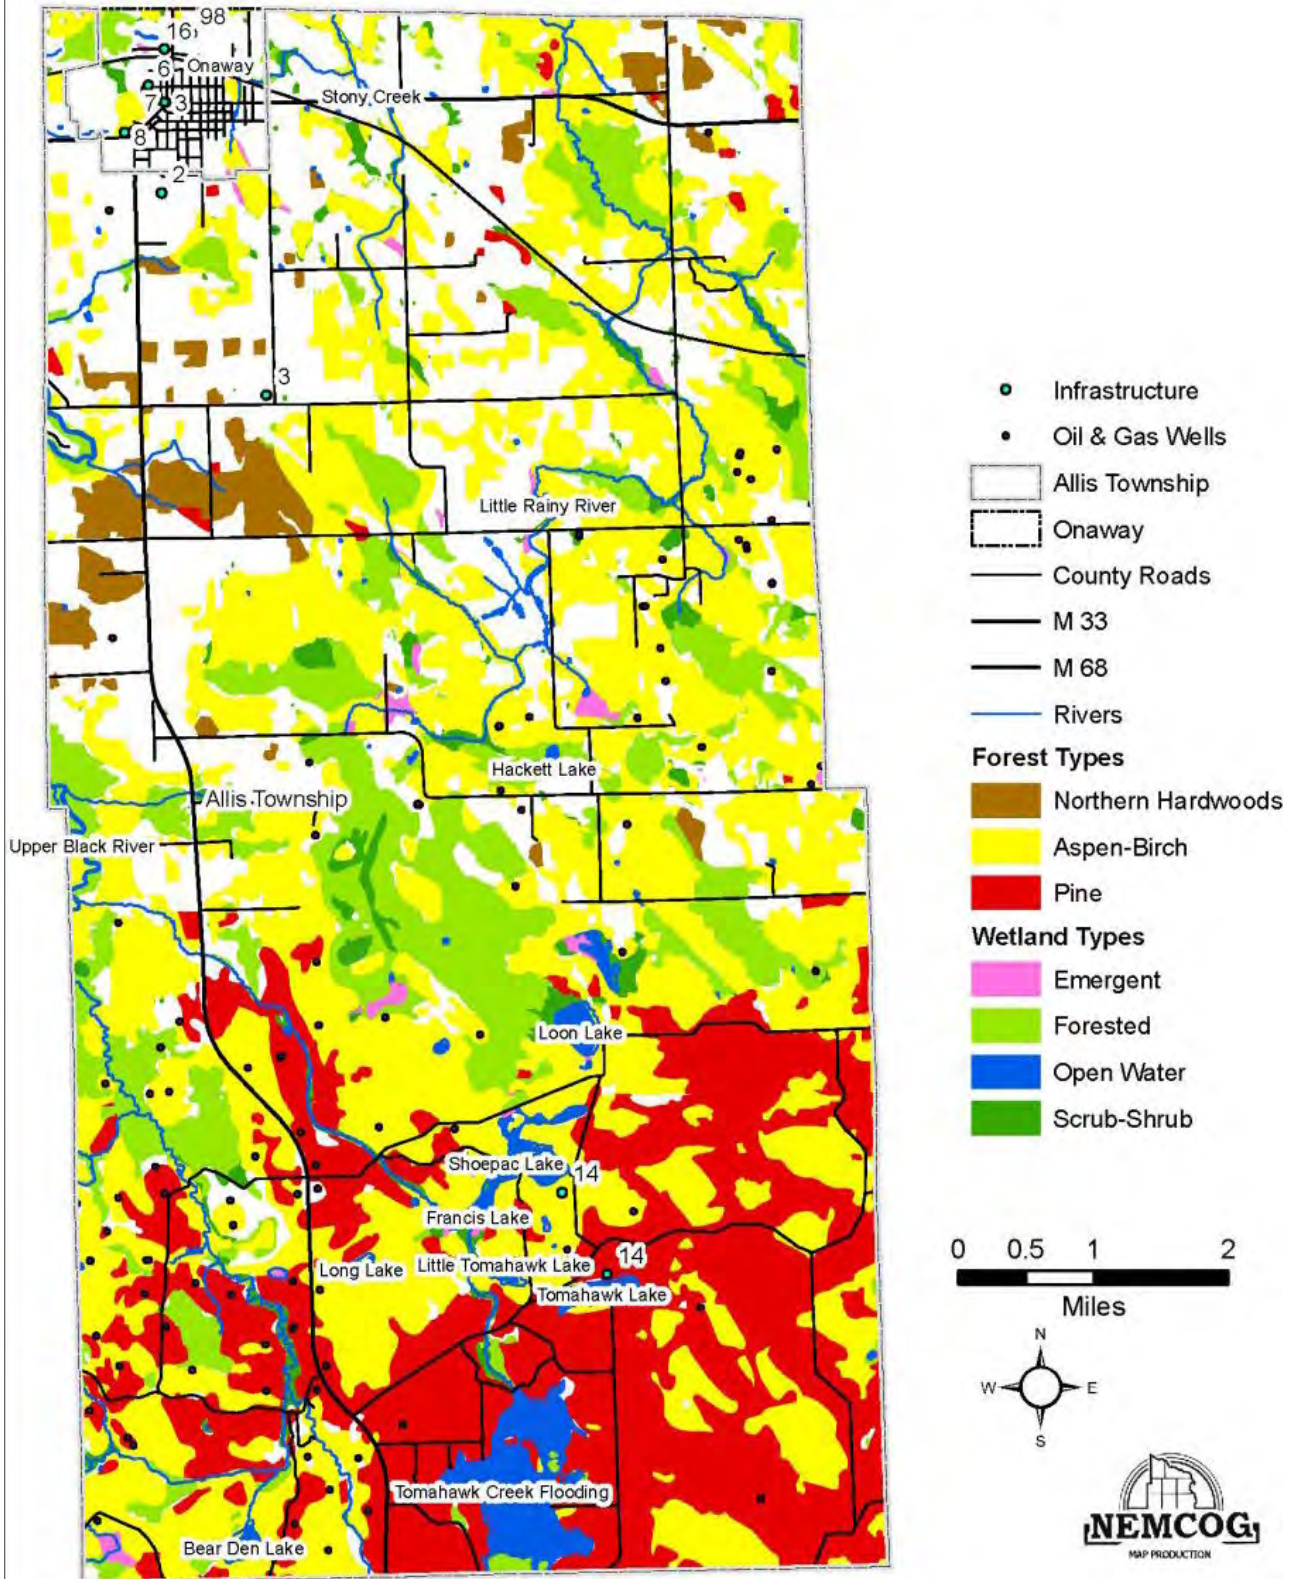 98
16
6
Onaway
7
3
Stony Creek
8
2
3
Little Rainy River
Hackett Lake
Allis Township
Upper Black River
Loon Lake
Shoepac Lake
14
Francis Lake
14
Long Lake
Little Tomahawk Lake
Tomahawk Lake
Tomahawk Creek Flooding
Bear Den Lake
Infrastructure
Oil & Gas Wells
Allis Township
Onaway
County Roads
M 33
M 68
Rivers
Forest Types
Northern Hardwoods
Aspen-Birch
Pine
Wetland Types
Emergent
Forested
Open Water
Scrub-Shrub
0 0.5 1 2
Miles
N
W E
S
NEMCOG
MAP PRODUCTION